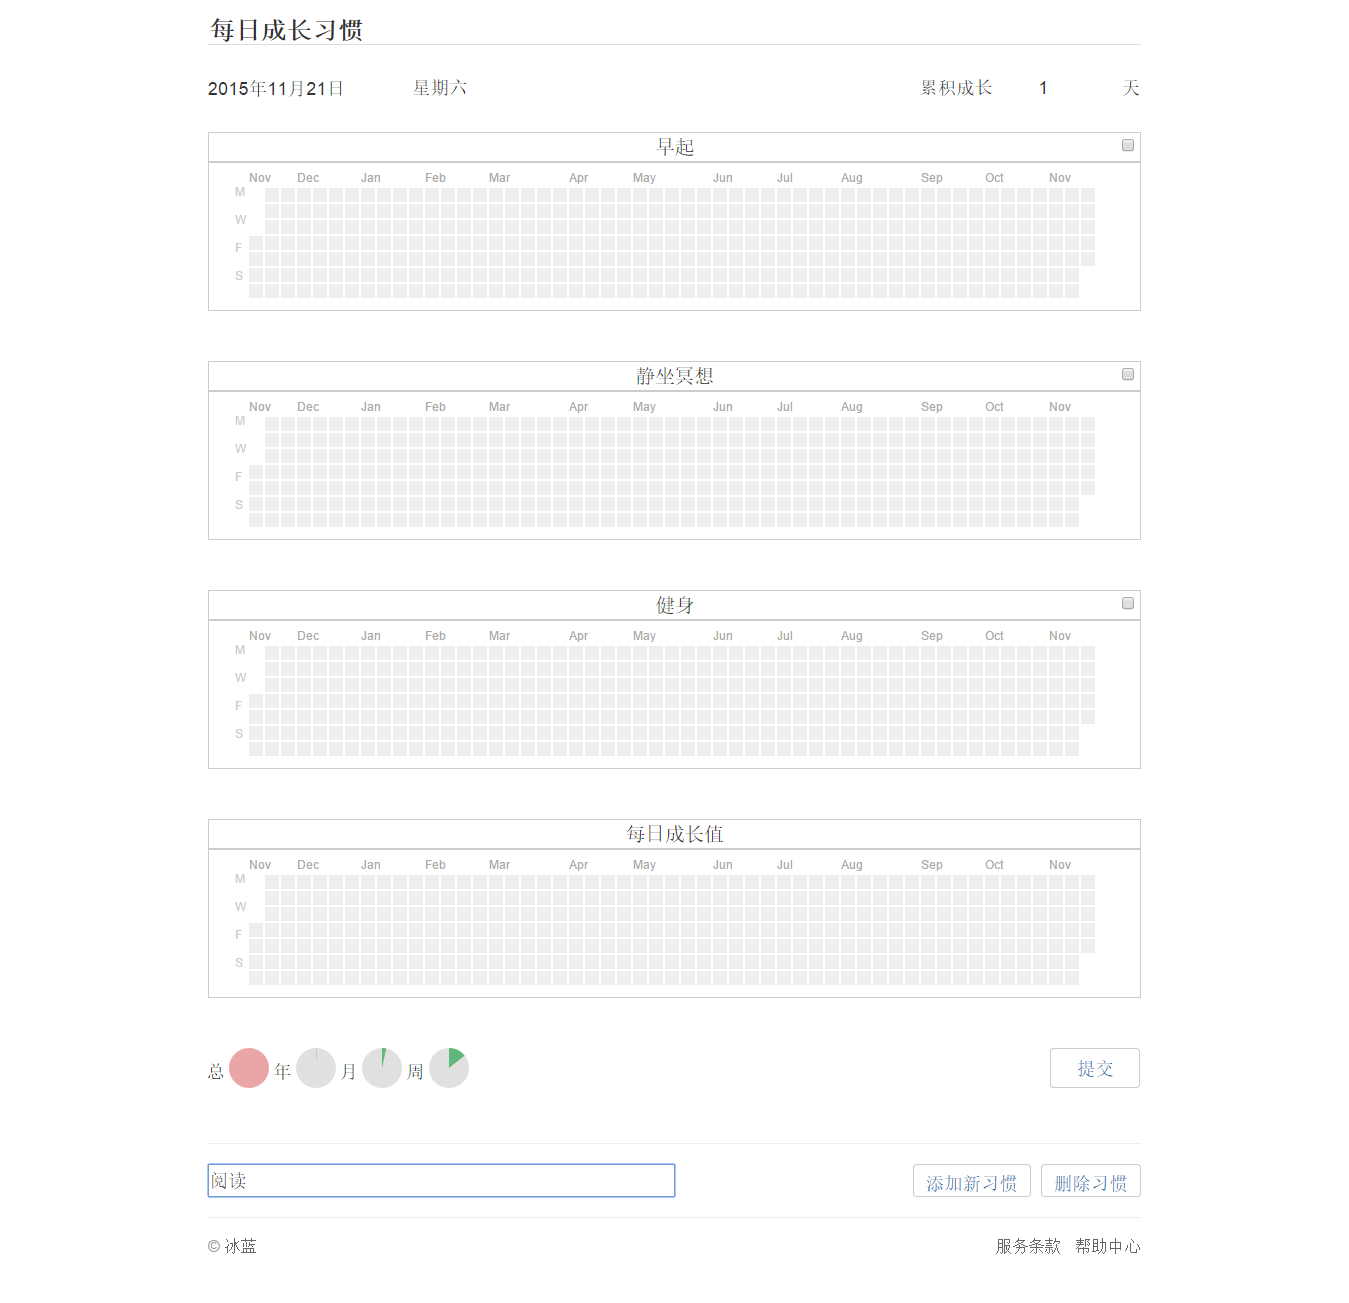 每日成长习惯
2015年11月21日 星期六 累积成长 1 天
早起
Nov Dec Jan Feb Mar Apr May Jun Jul Aug Sep Oct Nov
M
W
F
S
静坐冥想
Nov Dec Jan Feb Mar Apr May Jun Jul Aug Sep Oct Nov
M
W
F
S
健身
Nov Dec Jan Feb Mar Apr May Jun Jul Aug Sep Oct Nov
M
W
F
S
每日成长值
Nov Dec Jan Feb Mar Apr May Jun Jul Aug Sep Oct Nov
M
W
F
S
总 年 月 周 提交
阅读 添加新习惯 删除习惯
© 冰蓝 服务条款 帮助中心